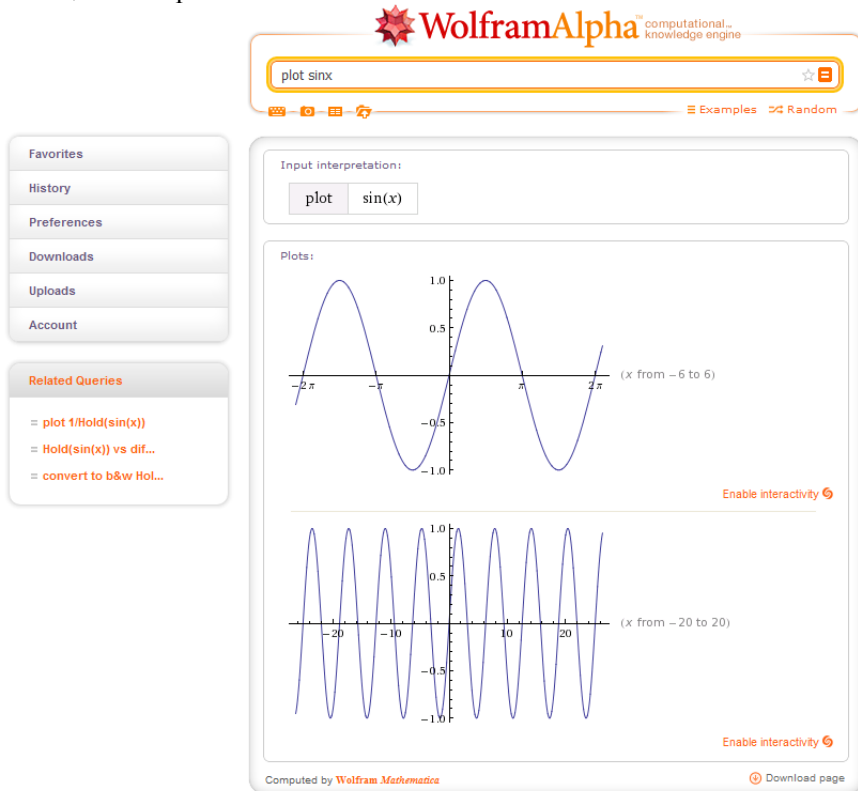 WolframAlpha computational... knowledge engine
plot sinx
Examples Random
Favorites
History
Preferences
Downloads
Uploads
Account
Related Queries
= plot 1/Hold(sin(x))
= Hold(sin(x)) vs dif...
= convert to b&w Hol...
Input interpretation:
plot sin(x)
Plots:
1.0
0.5
−2 π −π π 2 π
(x from −6 to 6)
−0.5
−1.0
Enable interactivity
1.0
0.5
−20 −10 10 20
(x from −20 to 20)
−0.5
−1.0
Enable interactivity
Computed by Wolfram Mathematica
Download page